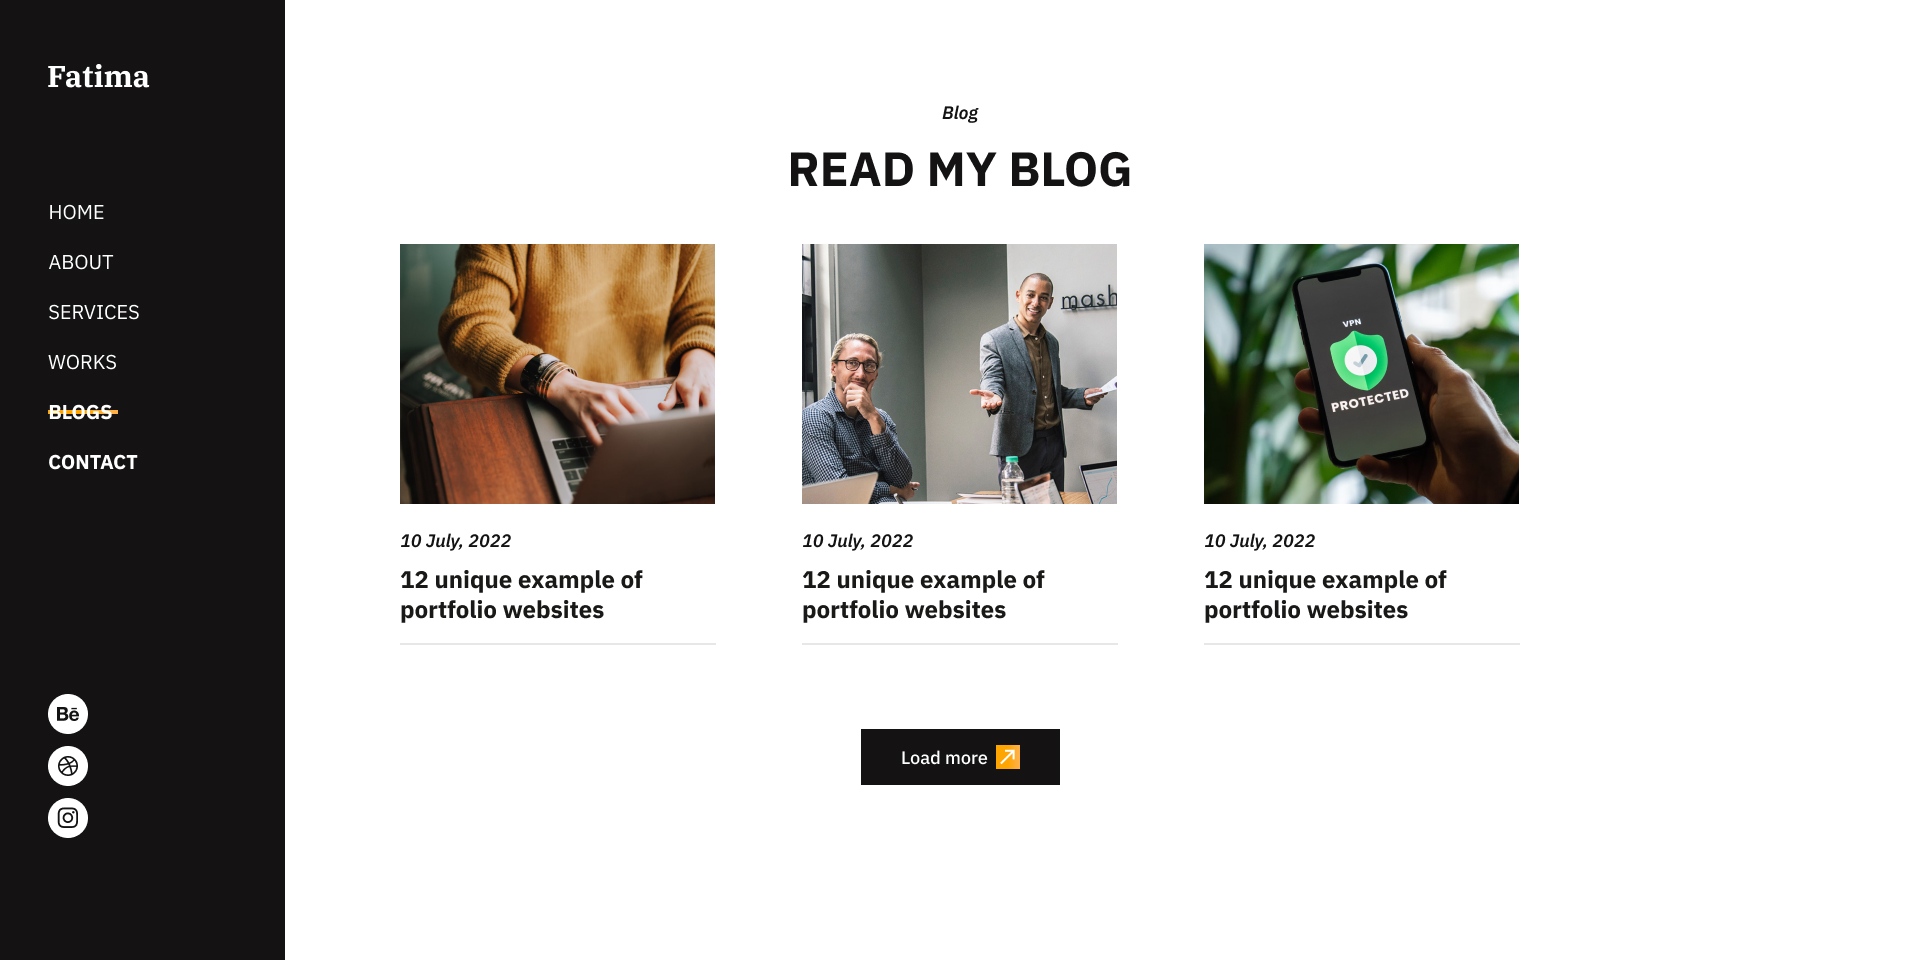 Fatima
HOME
ABOUT
SERVICES
WORKS
BLOGS
CONTACT
Bē
Blog
READ MY BLOG
mash
VPN
PROTECTED
10 July, 2022
12 unique example of
portfolio websites
10 July, 2022
12 unique example of
portfolio websites
10 July, 2022
12 unique example of
portfolio websites
Load more